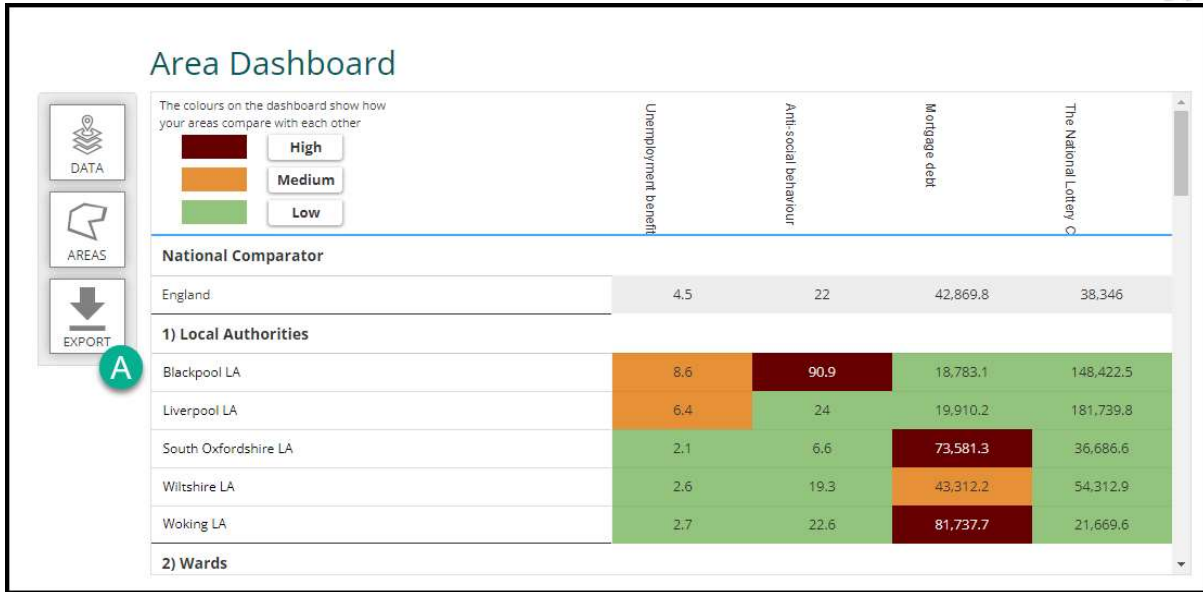 Area Dashboard
The colours on the dashboard show how
your areas compare with each other
High
Medium
Low
Unemployment benefit
Anti-social behaviour
Mortgage debt
The National Lottery C
DATA
AREAS
EXPORT
A
National Comparator
England 4.5 22 42,869.8 38,346
1) Local Authorities
Blackpool LA 8.6 90.9 18,783.1 148,422.5
Liverpool LA 6.4 24 19,910.2 181,739.8
South Oxfordshire LA 2.1 6.6 73,581.3 36,686.6
Wiltshire LA 2.6 19.3 43,312.2 54,312.9
Woking LA 2.7 22.6 81,737.7 21,669.6
2) Wards